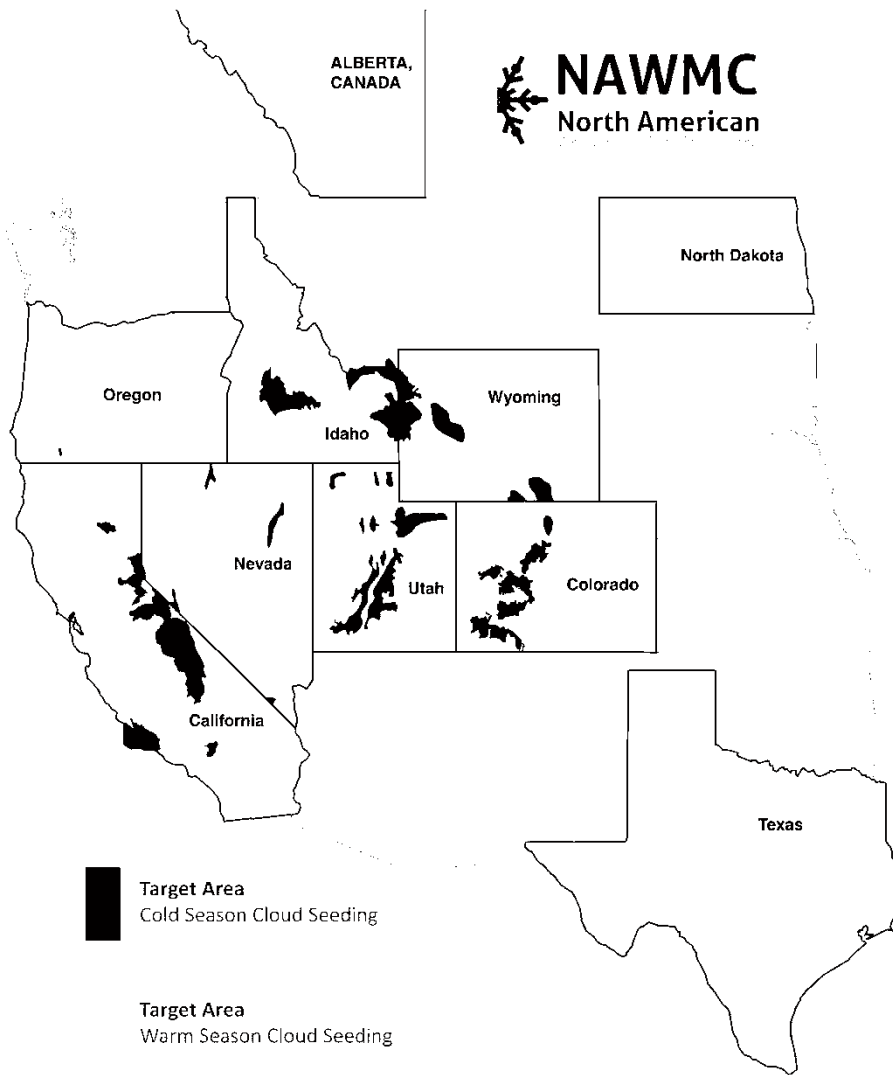 ALBERTA,
CANADA
NAWMC
North American
North Dakota
Oregon
Idaho
Wyoming
Nevada
Utah
Colorado
California
Texas
Target Area
Cold Season Cloud Seeding
Target Area
Warm Season Cloud Seeding